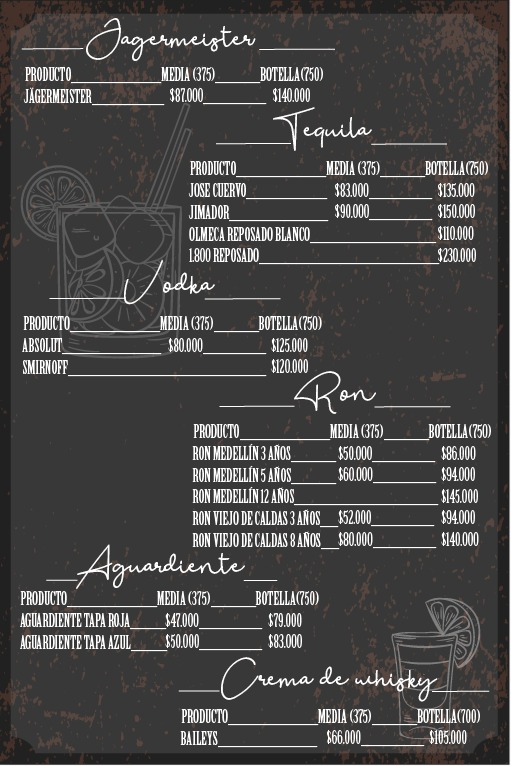 Jagermeister
PRODUCTO MEDIA (375) BOTELLA(750)
JÄGERMEISTER $87.000 $140.000
Tequila
PRODUCTO MEDIA (375) BOTELLA(750)
JOSE CUERVO $83.000 $135.000
JIMADOR $90.000 $150.000
OLMECA REPOSADO BLANCO $110.000
1.800 REPOSADO $230.000
Vodka
PRODUCTO MEDIA (375) BOTELLA(750)
ABSOLUT $80.000 $125.000
SMIRNOFF $120.000
Ron
PRODUCTO MEDIA (375) BOTELLA(750)
RON MEDELLÍN 3 AÑOS $50.000 $86.000
RON MEDELLÍN 5 AÑOS $60.000 $94.000
RON MEDELLÍN 12 AÑOS $145.000
RON VIEJO DE CALDAS 3 AÑOS $52.000 $94.000
RON VIEJO DE CALDAS 8 AÑOS $80.000 $140.000
Aguardiente
PRODUCTO MEDIA (375) BOTELLA(750)
AGUARDIENTE TAPA ROJA $47.000 $79.000
AGUARDIENTE TAPA AZUL $50.000 $83.000
Crema de whisky
PRODUCTO MEDIA (375) BOTELLA(700)
BAILEYS $66.000 $105.000